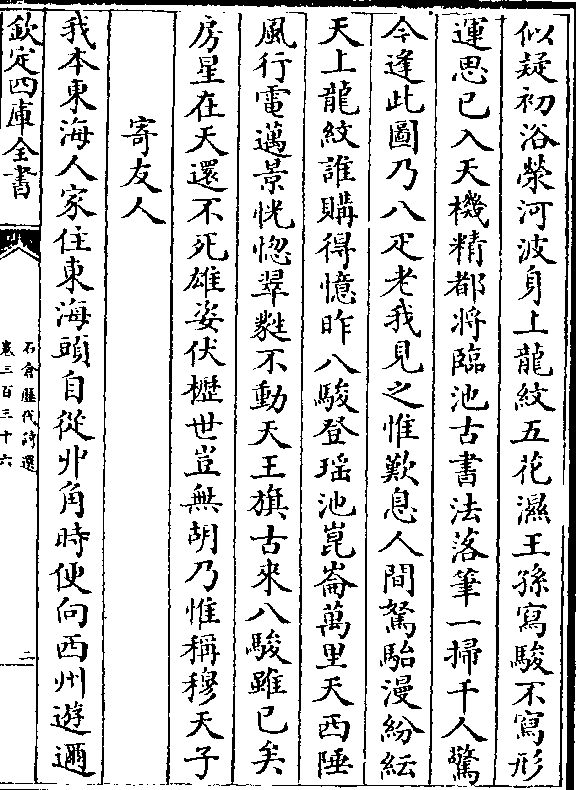 似疑初浴榮河波身上龍紋五花濕王孫寫駿不寫形
運思已入天機精都將臨池古書法落筆一掃千人驚
今逢此圖乃八疋老我見之惟歎息人間駑駘漫紛紜
天上龍紋誰購得憶昨八駿登瑶池崑崙萬里天西陲
風行電邁景恍惚翠甤不動天王旗古來八駿雖已矣
房星在天還不死雄姿伏櫪世豈無胡乃惟稱穆天子
寄友人
我本東海人家住東海頭自從丱角時便向西州遊邇
欽定四庫全書
石倉歷代詩選
卷三百三十六
二